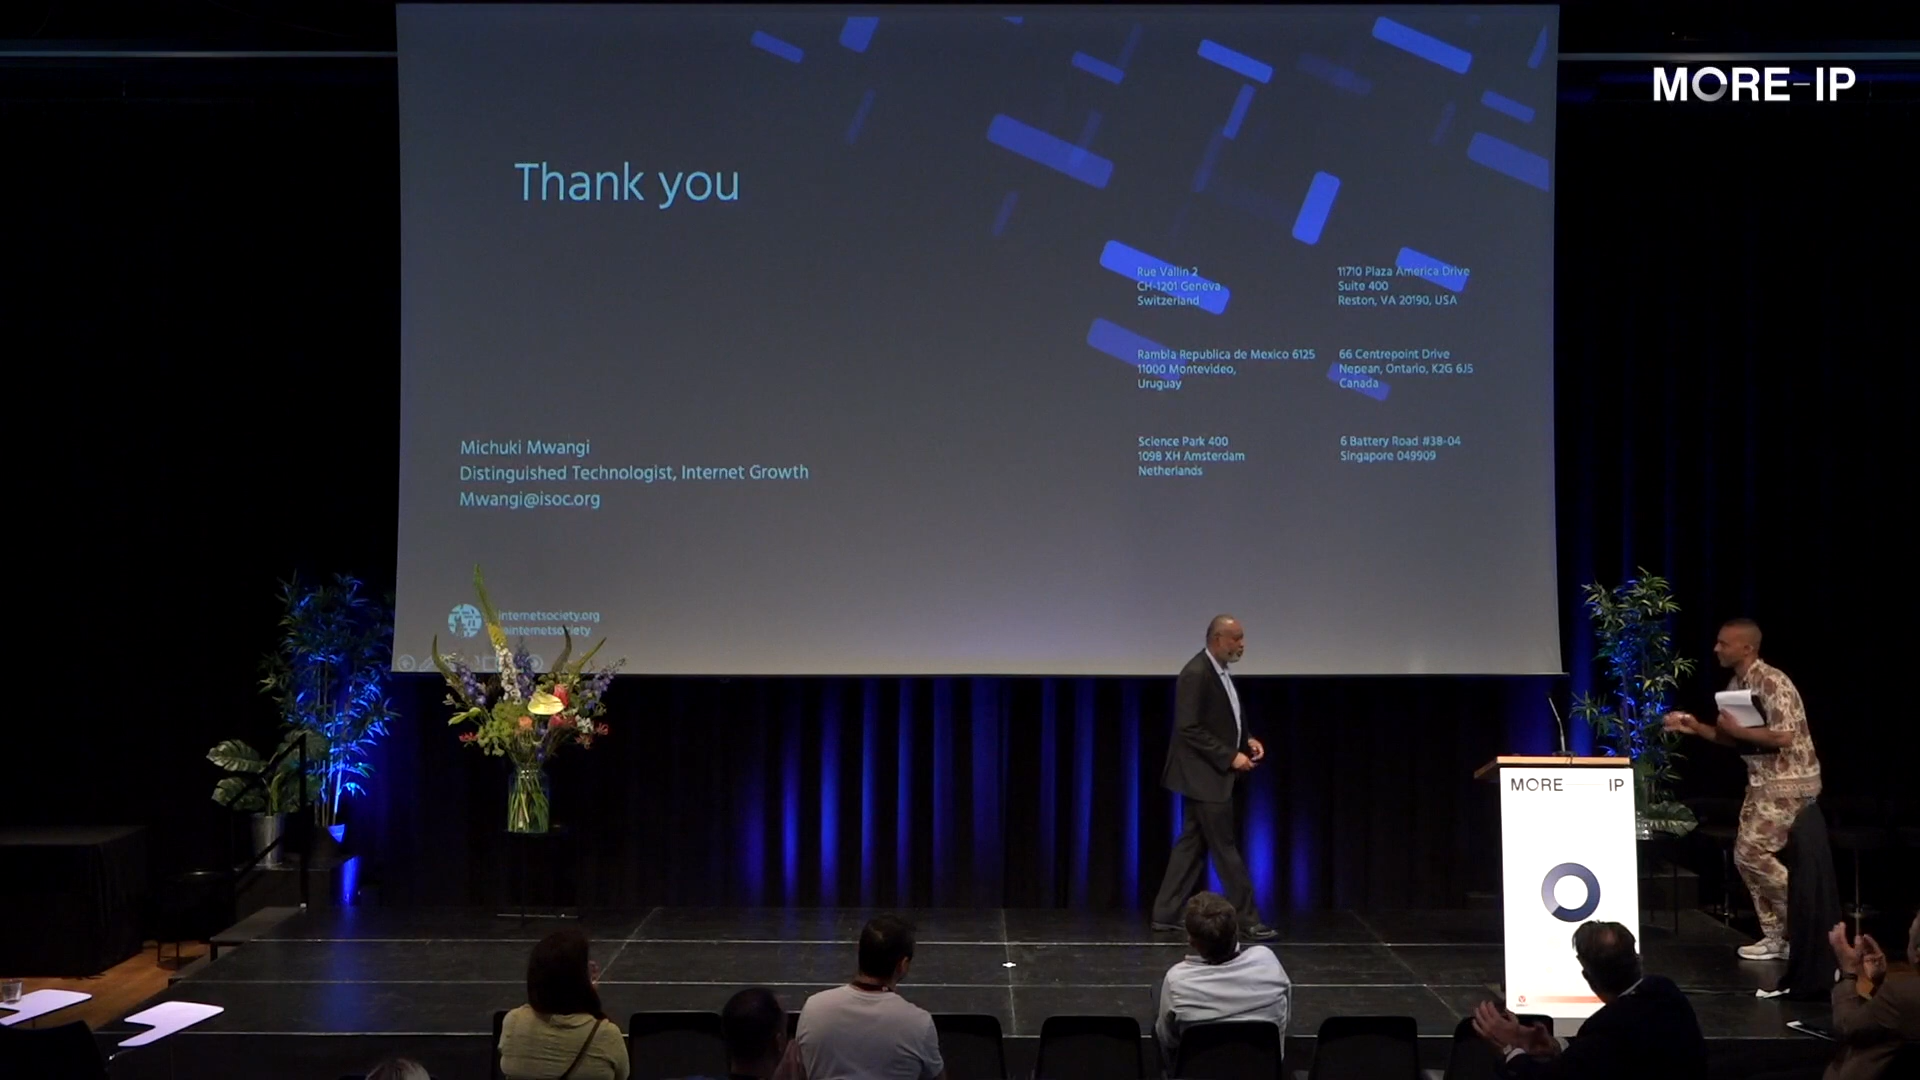 MORE-IP
Thank you
Rue Vallin 2
CH-1201 Geneva
Switzerland
11710 Plaza America Drive
Suite 400
Reston, VA 20190, USA
Rambla Republica de Mexico 6125
11000 Montevideo,
Uruguay
66 Centrepoint Drive
Nepean, Ontario, K2G 6J5
Canada
Science Park 400
1098 XH Amsterdam
Netherlands
6 Battery Road #38-04
Singapore 049909
Michuki Mwangi
Distinguished Technologist, Internet Growth
Mwangi@isoc.org
internetsociety.org
@internetsociety
MORE IP